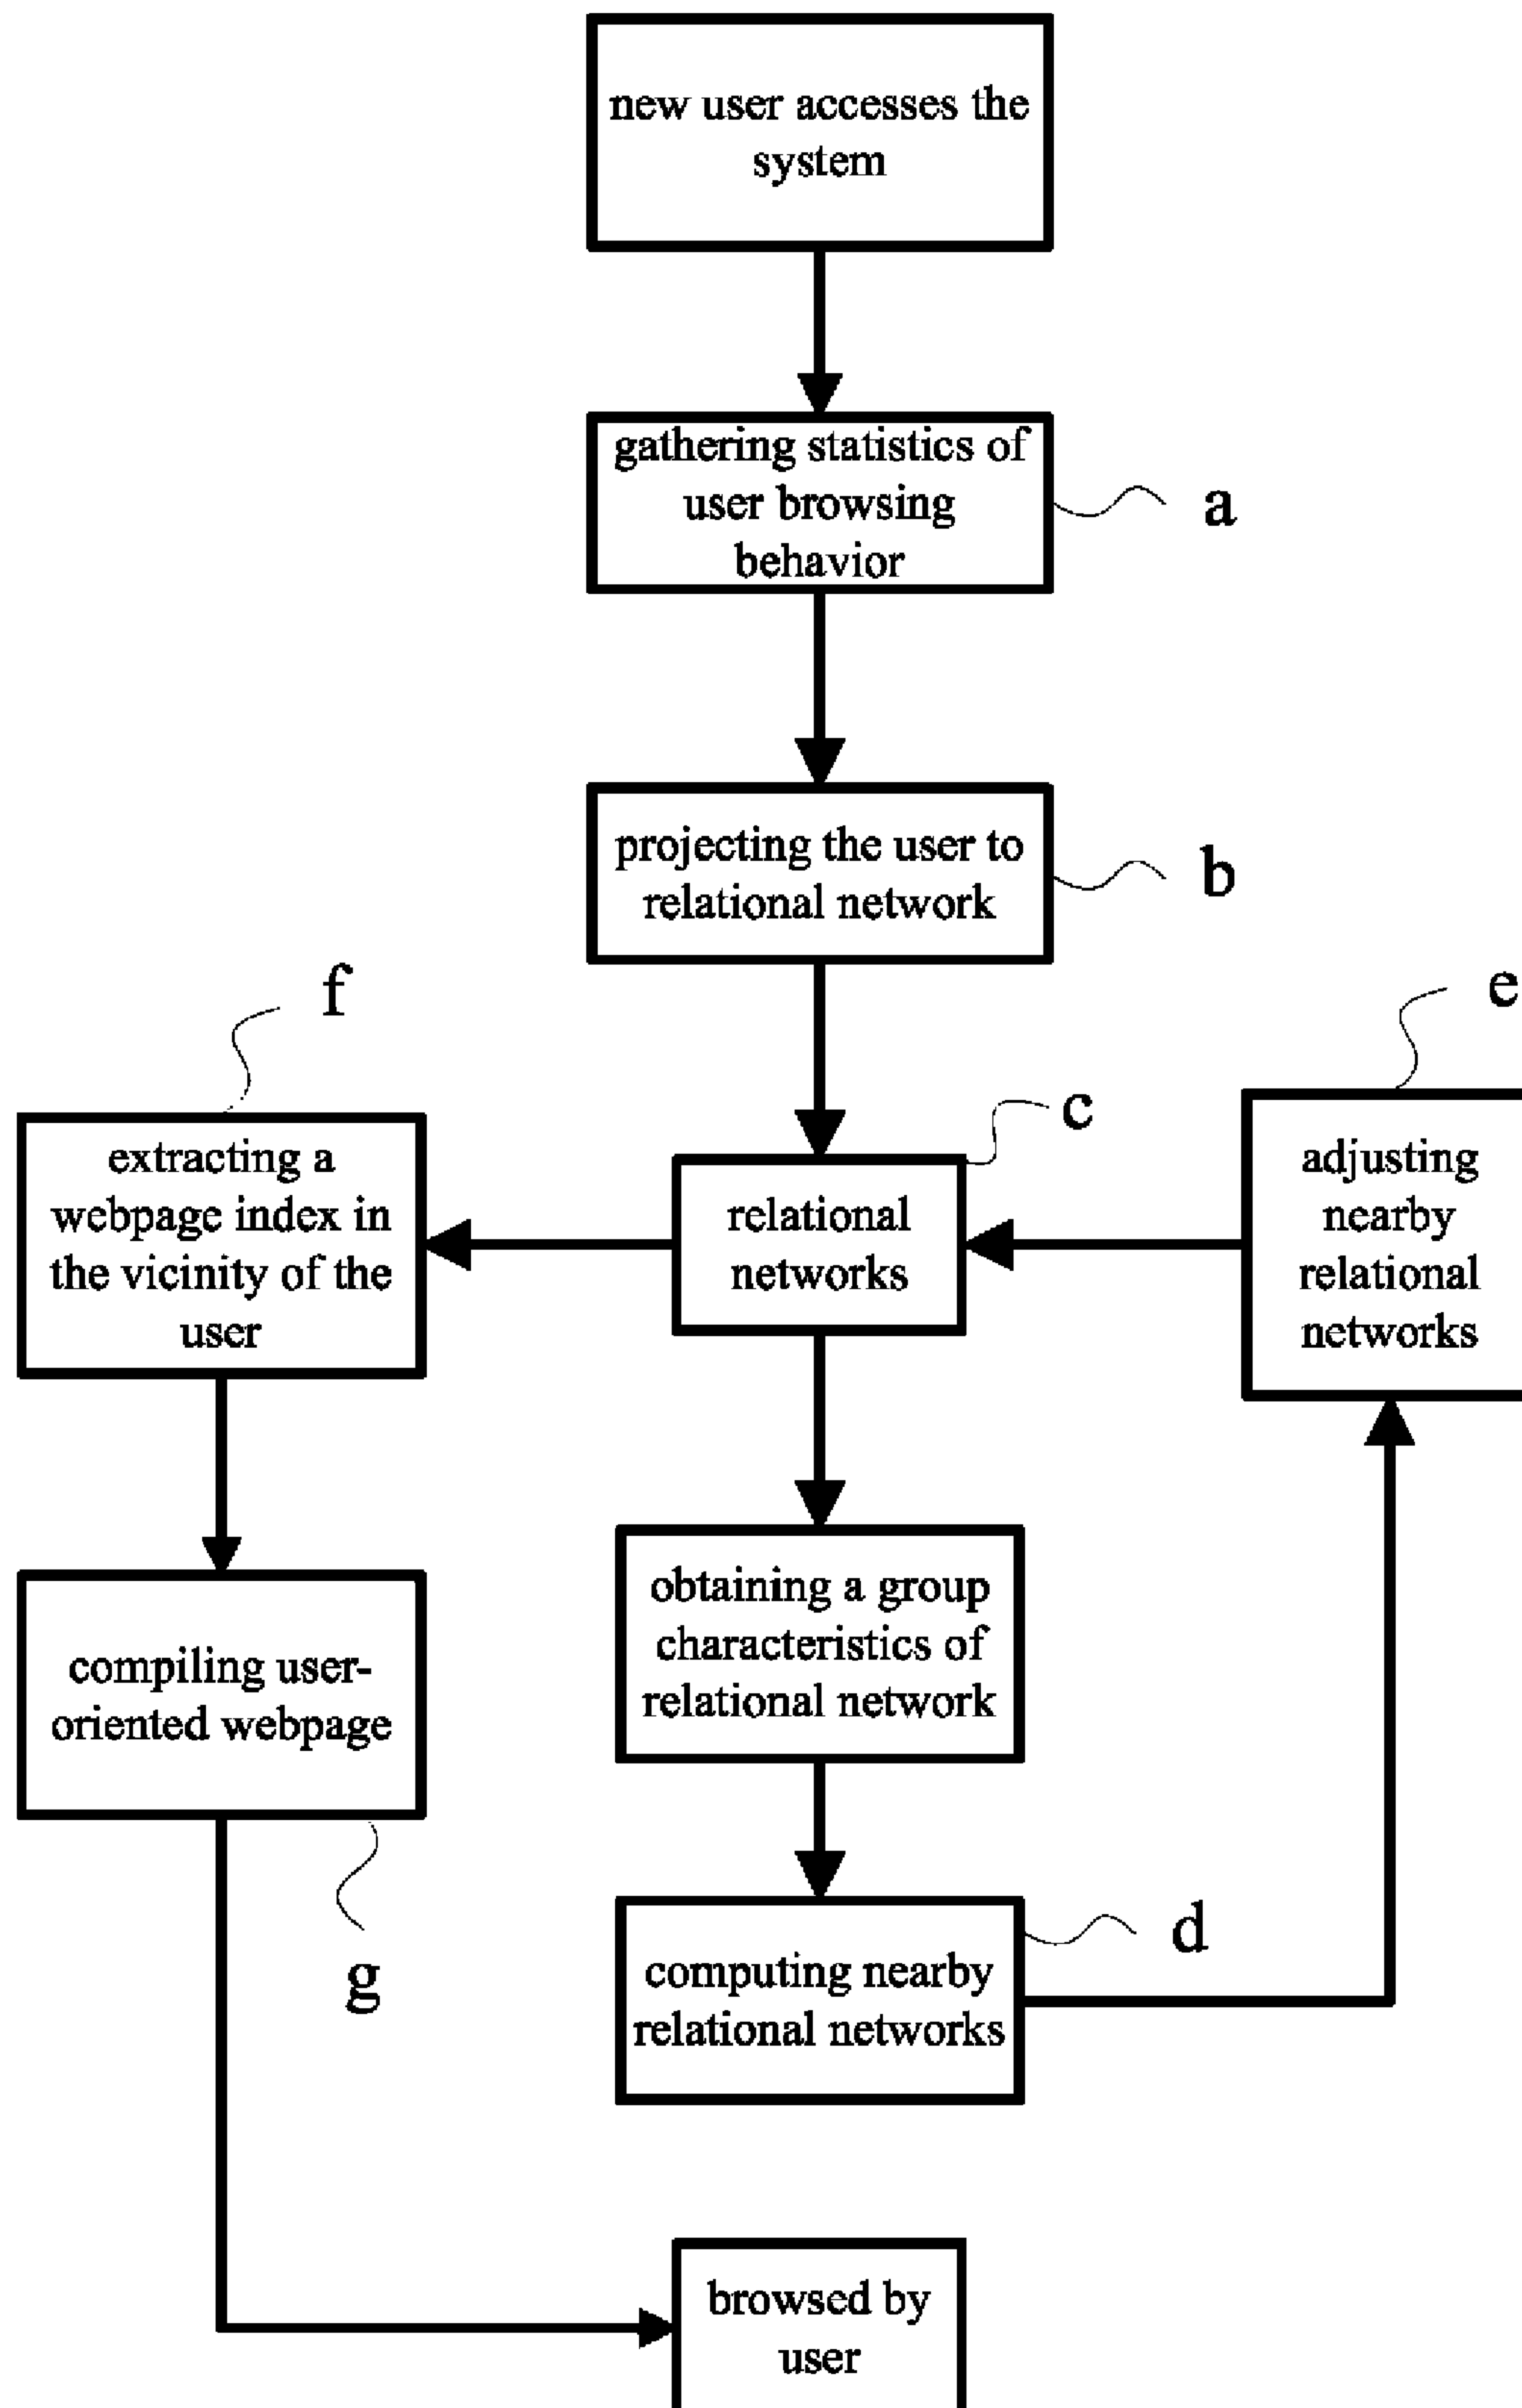 new user accesses the
system
gathering statistics of
user browsing
behavior
a
projecting the user to
relational network
b
f
e
c
extracting a
webpage index in
the vicinity of the
user
relational
networks
adjusting
nearby
relational
networks
obtaining a group
characteristics of
relational network
compiling user-
oriented webpage
g
d
computing nearby
relational networks
browsed by
user